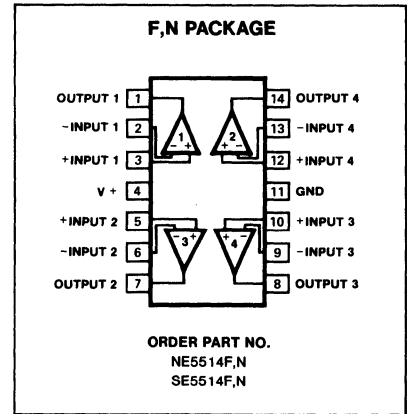 F,N PACKAGE
OUTPUT 1 1 14 OUTPUT 4
-INPUT 1 2 1 2 13 -INPUT 4
- + + -
+INPUT 1 3 12 +INPUT 4
V + 4 11 GND
+INPUT 2 5 10 +INPUT 3
- + - +
3 4
-INPUT 2 6 9 -INPUT 3
OUTPUT 2 7 8 OUTPUT 3
ORDER PART NO.
NE5514F,N
SE5514F,N